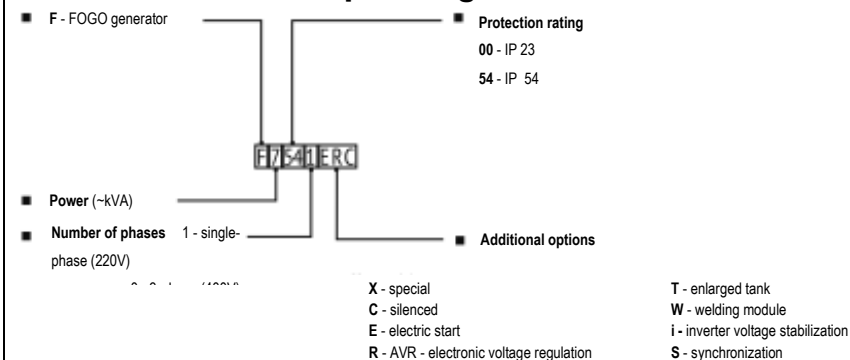 F - FOGO generator
Protection rating
00 - IP 23
54 - IP 54
F7541ERC
Power (~kVA)
Number of phases 1 - single-
phase (220V)
Additional options
X - special
C - silenced
E - electric start
R - AVR - electronic voltage regulation
T - enlarged tank
W - welding module
i - inverter voltage stabilization
S - synchronization